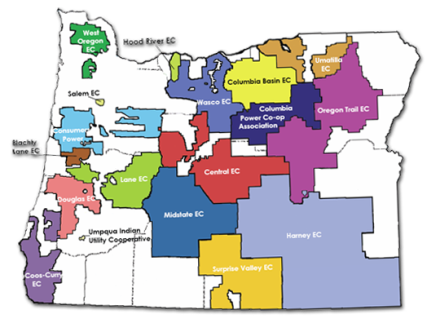 West
Oregon
EC
Hood River EC
Umatilla
EC
Columbia Basin EC
Salem EC
Wasco EC
Columbia
Power Co-op
Association
Oregon Trail EC
Consumer
Power
Blachly
Lane EC
Lane EC
Central EC
Douglas EC
Midstate EC
Umpqua Indian
Utility Cooperative
Harney EC
Coos-Curry
EC
Surprise Valley EC